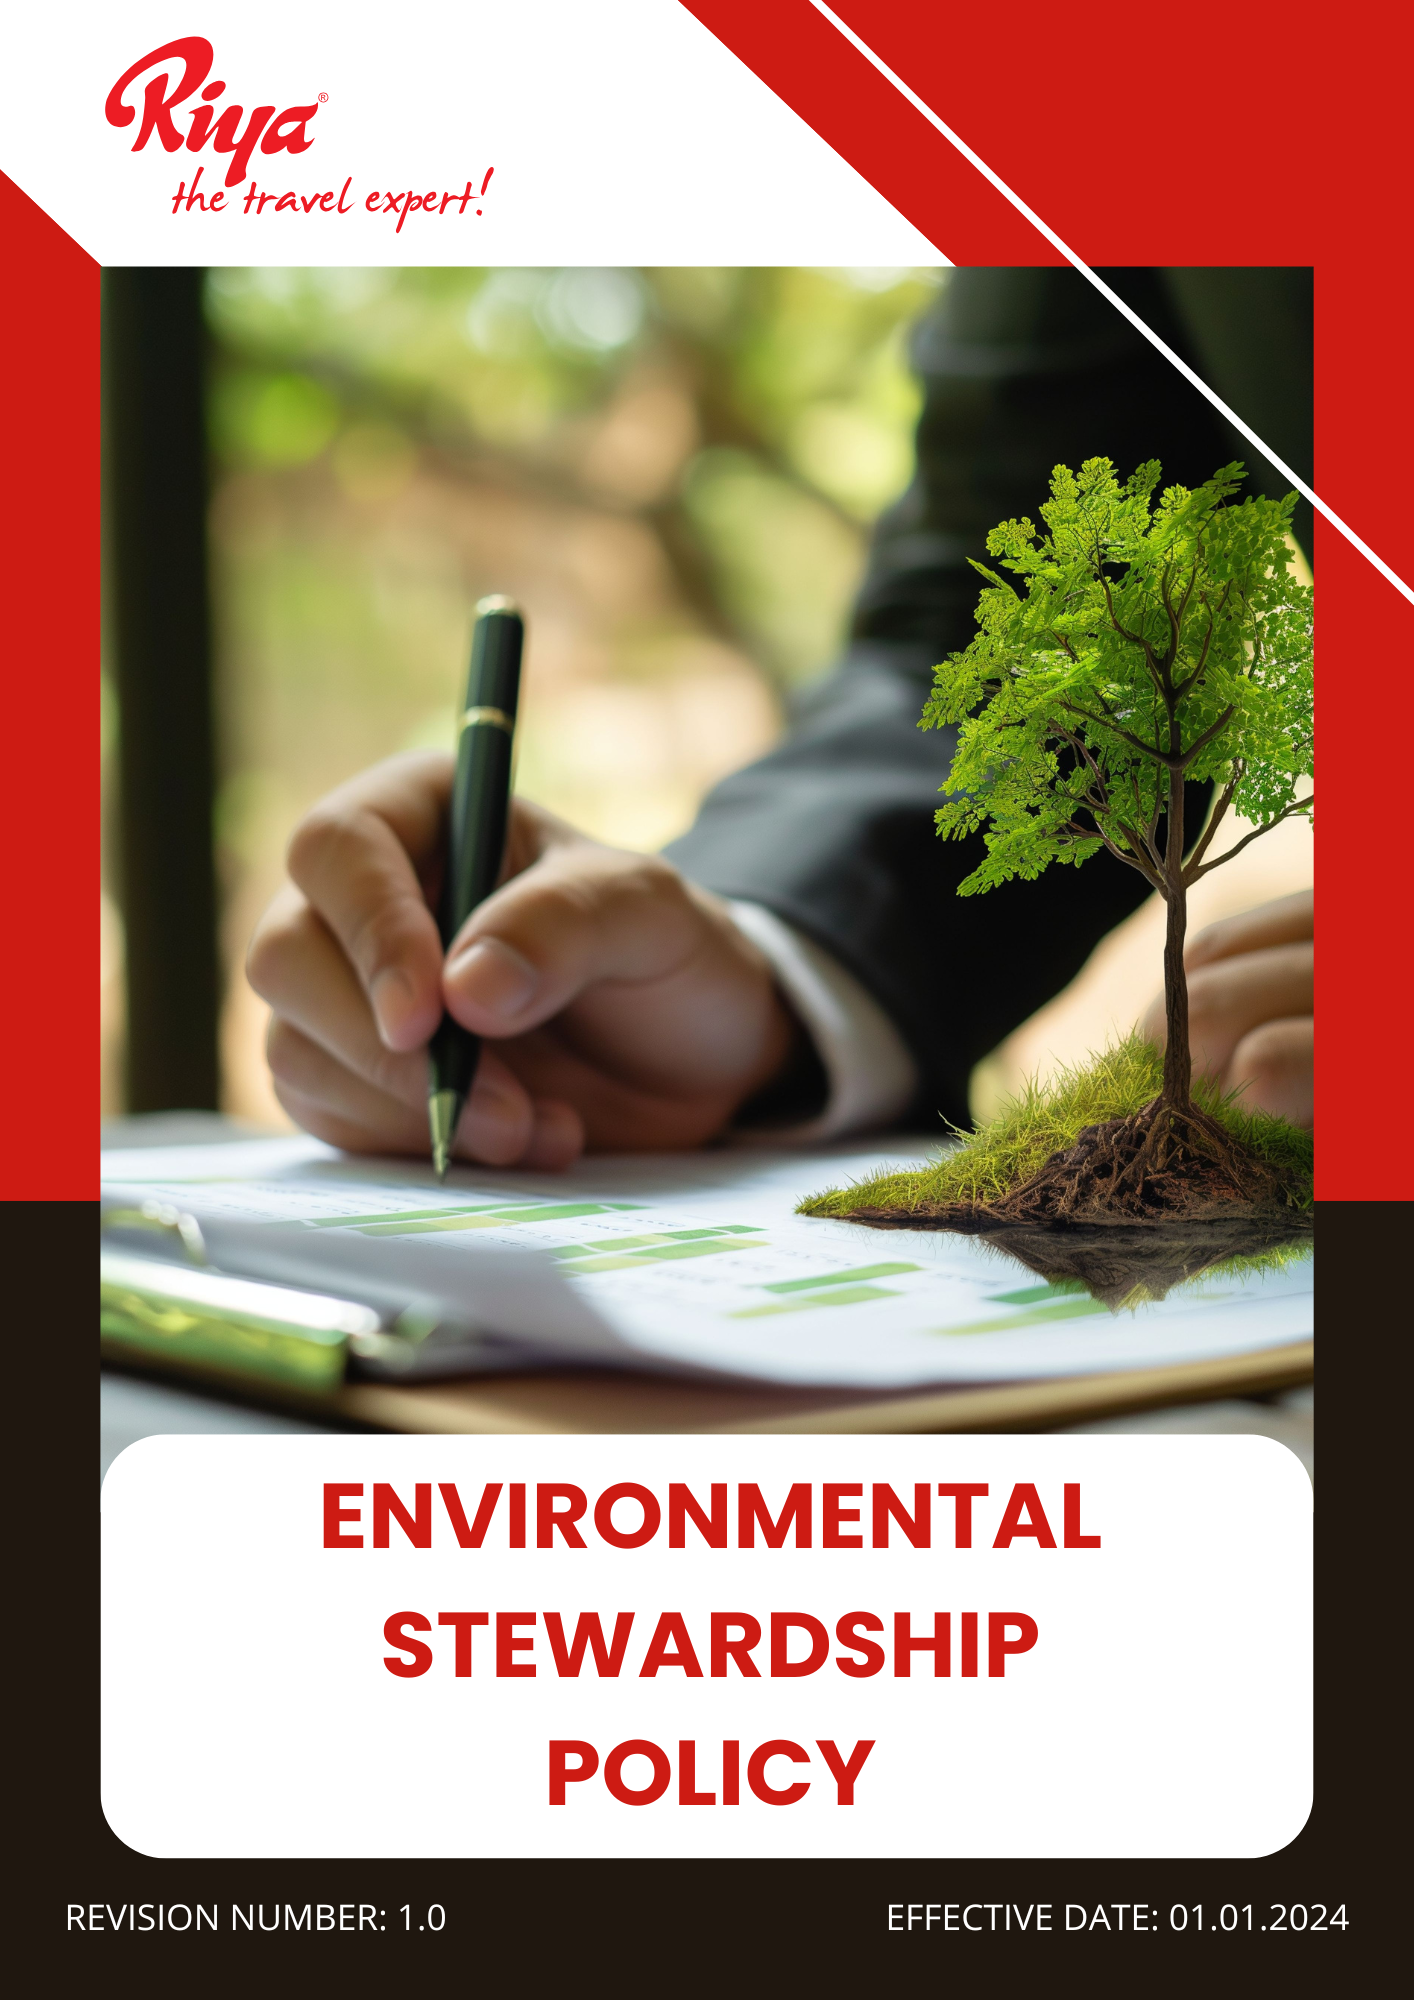 Riya®
the travel expert!
ENVIRONMENTAL
STEWARDSHIP
POLICY
REVISION NUMBER: 1.0
EFFECTIVE DATE: 01.01.2024